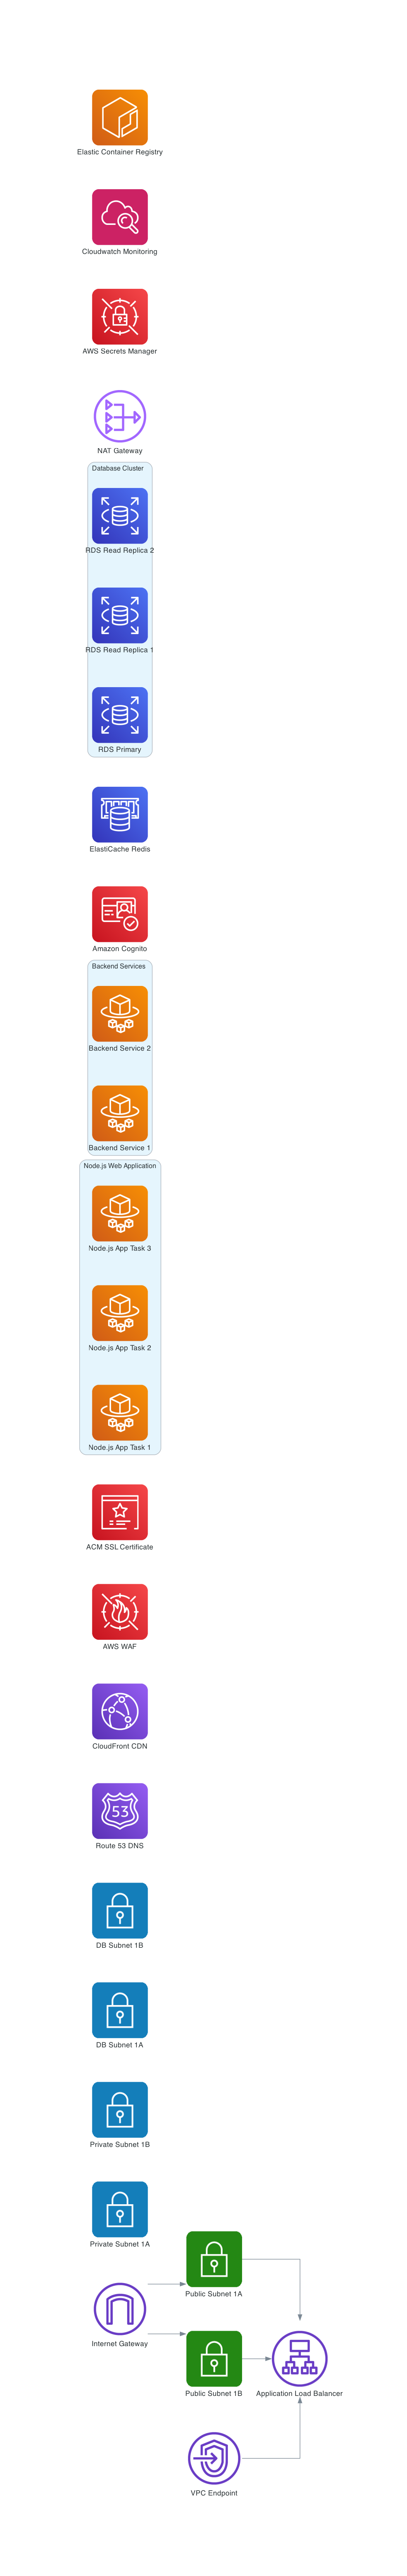 Elastic Container Registry
Cloudwatch Monitoring
AWS Secrets Manager
NAT Gateway
Database Cluster
RDS Read Replica 2
RDS Read Replica 1
RDS Primary
ElastiCache Redis
Amazon Cognito
Backend Services
Backend Service 2
Backend Service 1
Node.js Web Application
Node.js App Task 3
Node.js App Task 2
Node.js App Task 1
ACM SSL Certificate
AWS WAF
CloudFront CDN
53
Route 53 DNS
DB Subnet 1B
DB Subnet 1A
Private Subnet 1B
Private Subnet 1A
Public Subnet 1A
Internet Gateway
Public Subnet 1B
Application Load Balancer
VPC Endpoint